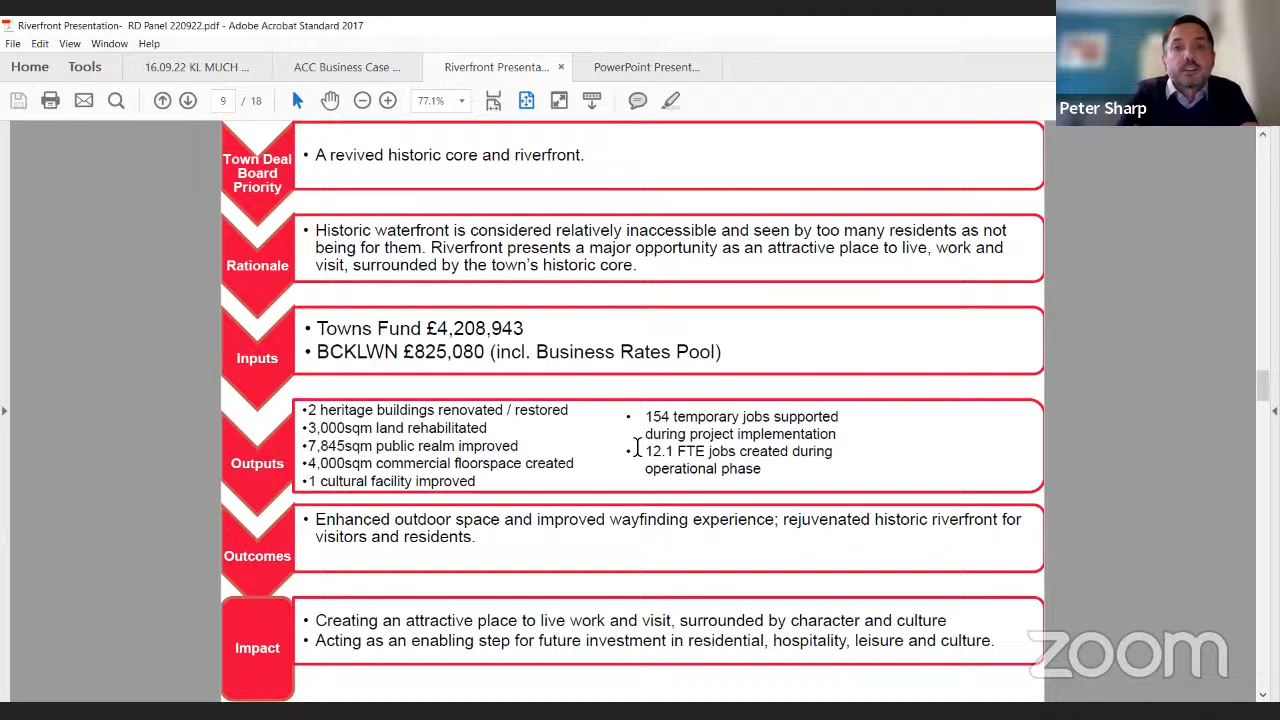 Riverfront Presentation- RD Panel 220922.pdf - Adobe Acrobat Standard 2017
File Edit View Window Help
Home Tools 16.09.22 KL MUCH ... ACC Business Case ... Riverfront Presenta... × PowerPoint Present...
9 / 18 77.1%
Peter Sharp
Town Deal
Board
Priority
• A revived historic core and riverfront.
Rationale
• Historic waterfront is considered relatively inaccessible and seen by too many residents as not
being for them. Riverfront presents a major opportunity as an attractive place to live, work and
visit, surrounded by the town's historic core.
Inputs
• Towns Fund £4,208,943
• BCKLWN £825,080 (incl. Business Rates Pool)
Outputs
•2 heritage buildings renovated / restored
•3,000sqm land rehabilitated
•7,845sqm public realm improved
•4,000sqm commercial floorspace created
•1 cultural facility improved
• 154 temporary jobs supported
during project implementation
• 12.1 FTE jobs created during
operational phase
Outcomes
• Enhanced outdoor space and improved wayfinding experience; rejuvenated historic riverfront for
visitors and residents.
Impact
• Creating an attractive place to live work and visit, surrounded by character and culture
• Acting as an enabling step for future investment in residential, hospitality, leisure and culture.
zoom